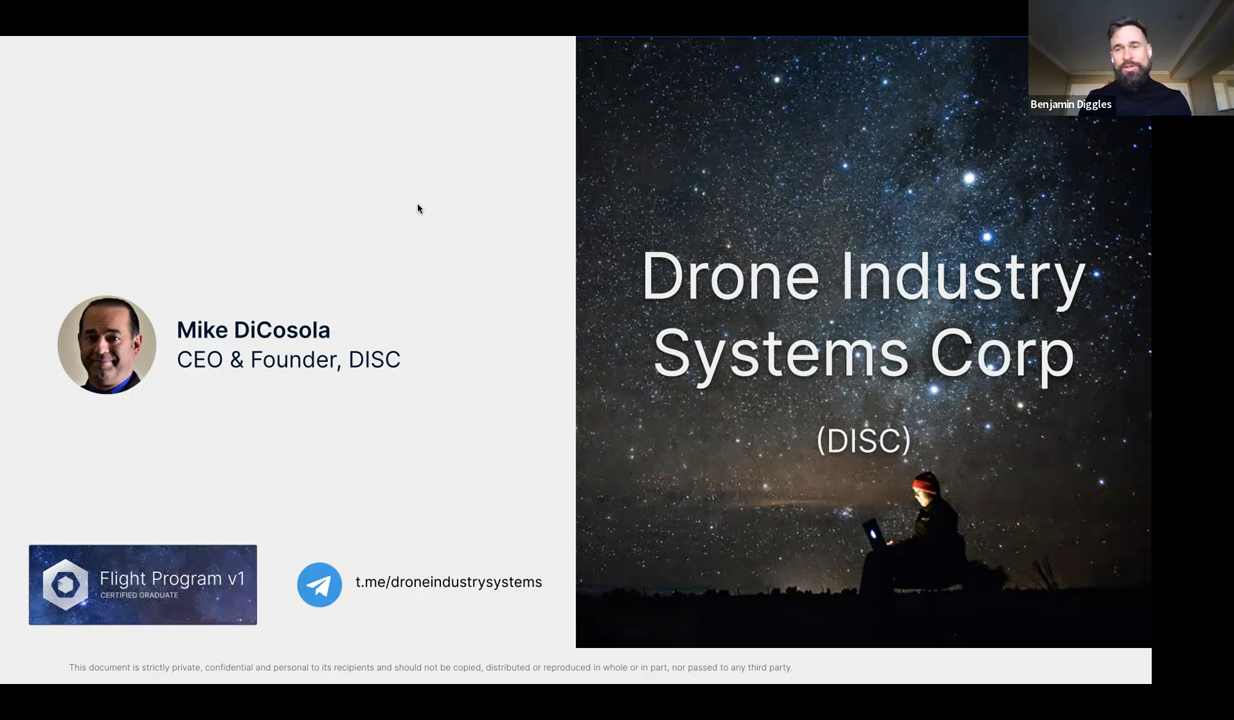 Benjamin Diggles
Mike DiCosola
CEO & Founder, DISC
Drone Industry
Systems Corp
(DISC)
Flight Program v1
CERTIFIED GRADUATE
t.me/droneindustrysystems
This document is strictly private, confidential and personal to its recipients and should not be copied, distributed or reproduced in whole or in part, nor passed to any third party.